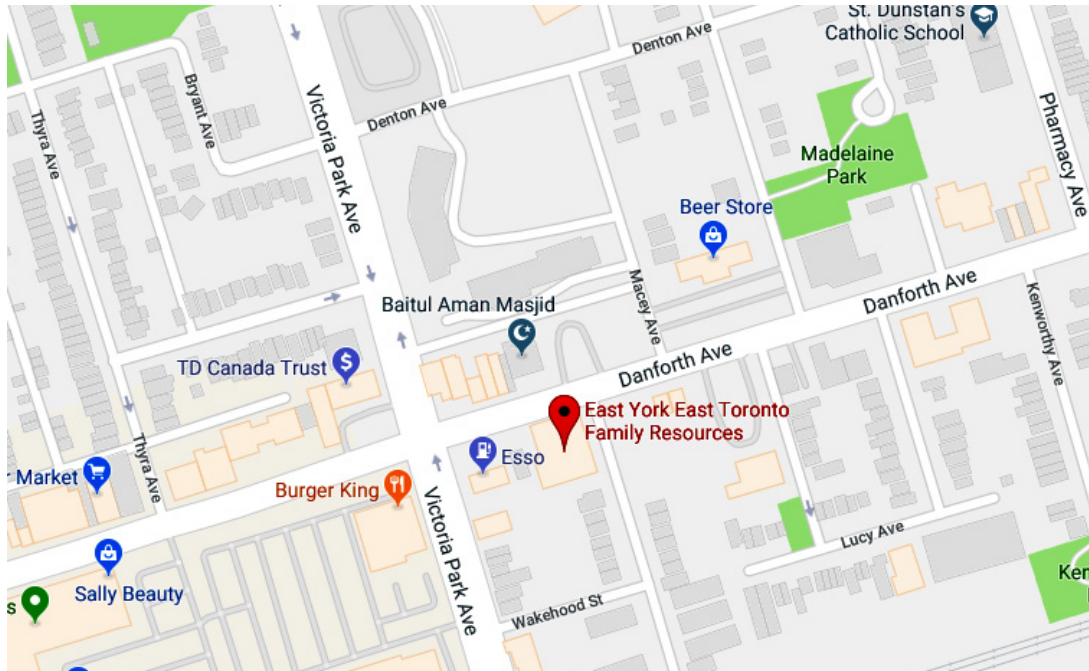 St. Dunstan's
Catholic School
Denton Ave
Bryant Ave
Victoria Park Ave
Denton Ave
Thyra Ave
Pharmacy Ave
Madelaine
Park
Beer Store
Macey Ave
Danforth Ave
Kenworthy Ave
Baitul Aman Masjid
TD Canada Trust
$
Danforth Ave
East York East Toronto
Family Resources
Thyra Ave
Esso
r Market
Burger King
Victoria Park Ave
Lucy Ave
Sally Beauty
Ken
Wakehood St
s